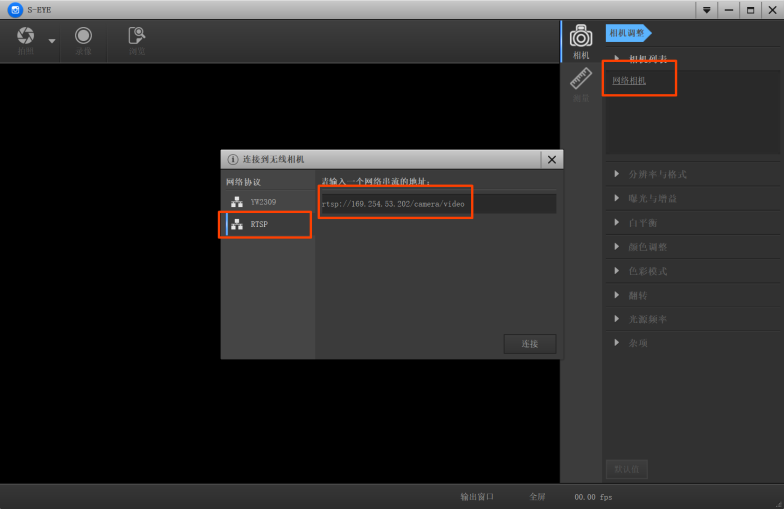 S-EYE
拍照
录像
浏览
相机
测量
相机调整
相机列表
网络相机
分辨率与格式
曝光与增益
白平衡
颜色调整
色彩模式
翻转
光源频率
杂项
默认值
连接到无线相机
网络协议
YW2309
RTSP
请输入一个网络串流的地址:
rtsp://169.254.53.202/camera/video
连接
输出窗口
全屏
00.00 fps